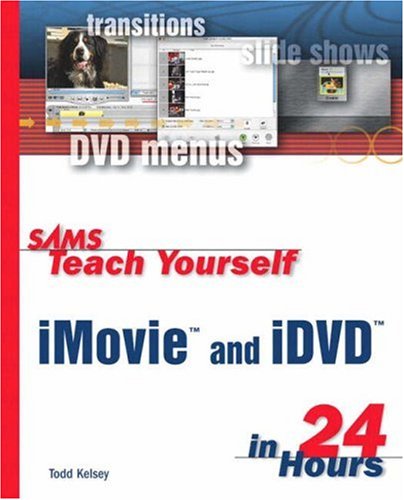 transitions
slide shows
DVD menus
SAMS
Teach Yourself
iMovie™ and iDVD™
in 24
Hours
Todd Kelsey